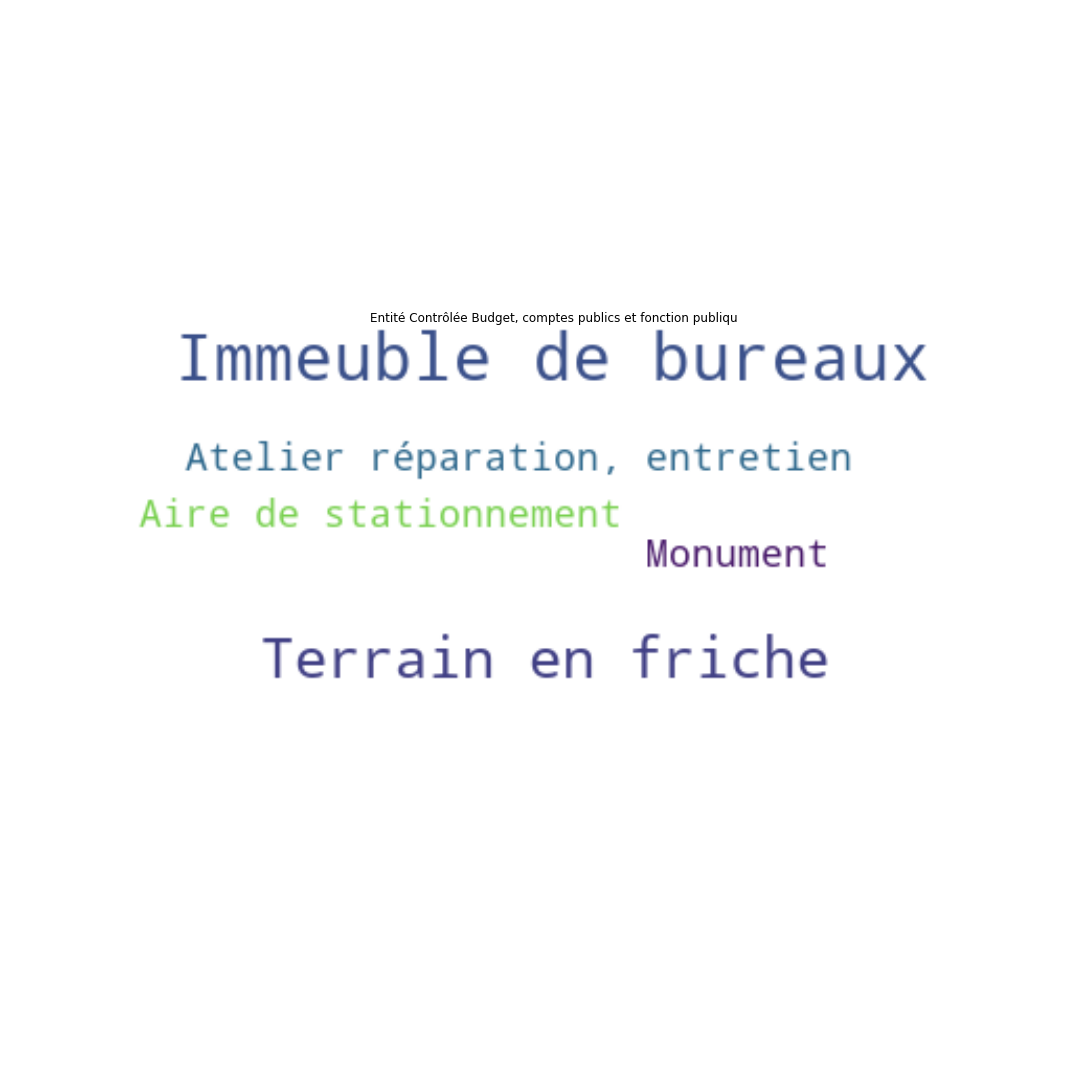 Entité Contrôlée Budget, comptes publics et fonction publiqu
Immeuble de bureaux
Atelier réparation, entretien
Aire de stationnement
Monument
Terrain en friche